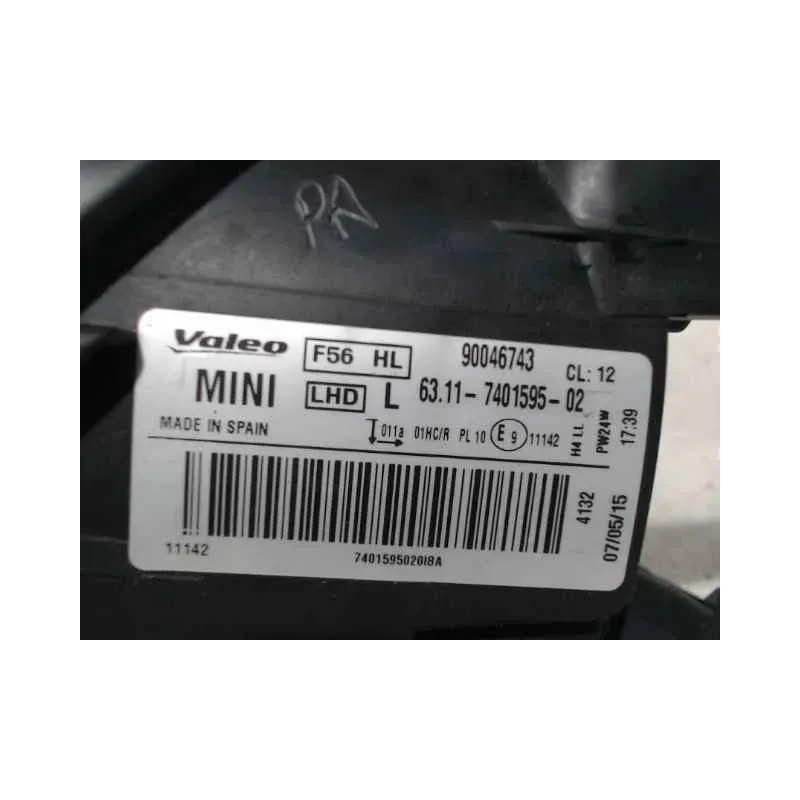 PA
Valeo F56 HL 90046743 CL: 12
MINI LHD L 63.11- 7401595- 02
MADE IN SPAIN 011a 01HC/R PL 10 E 9 11142
H4 LL PW24W 17:39
4132 07/05/15
11142
740159502018A